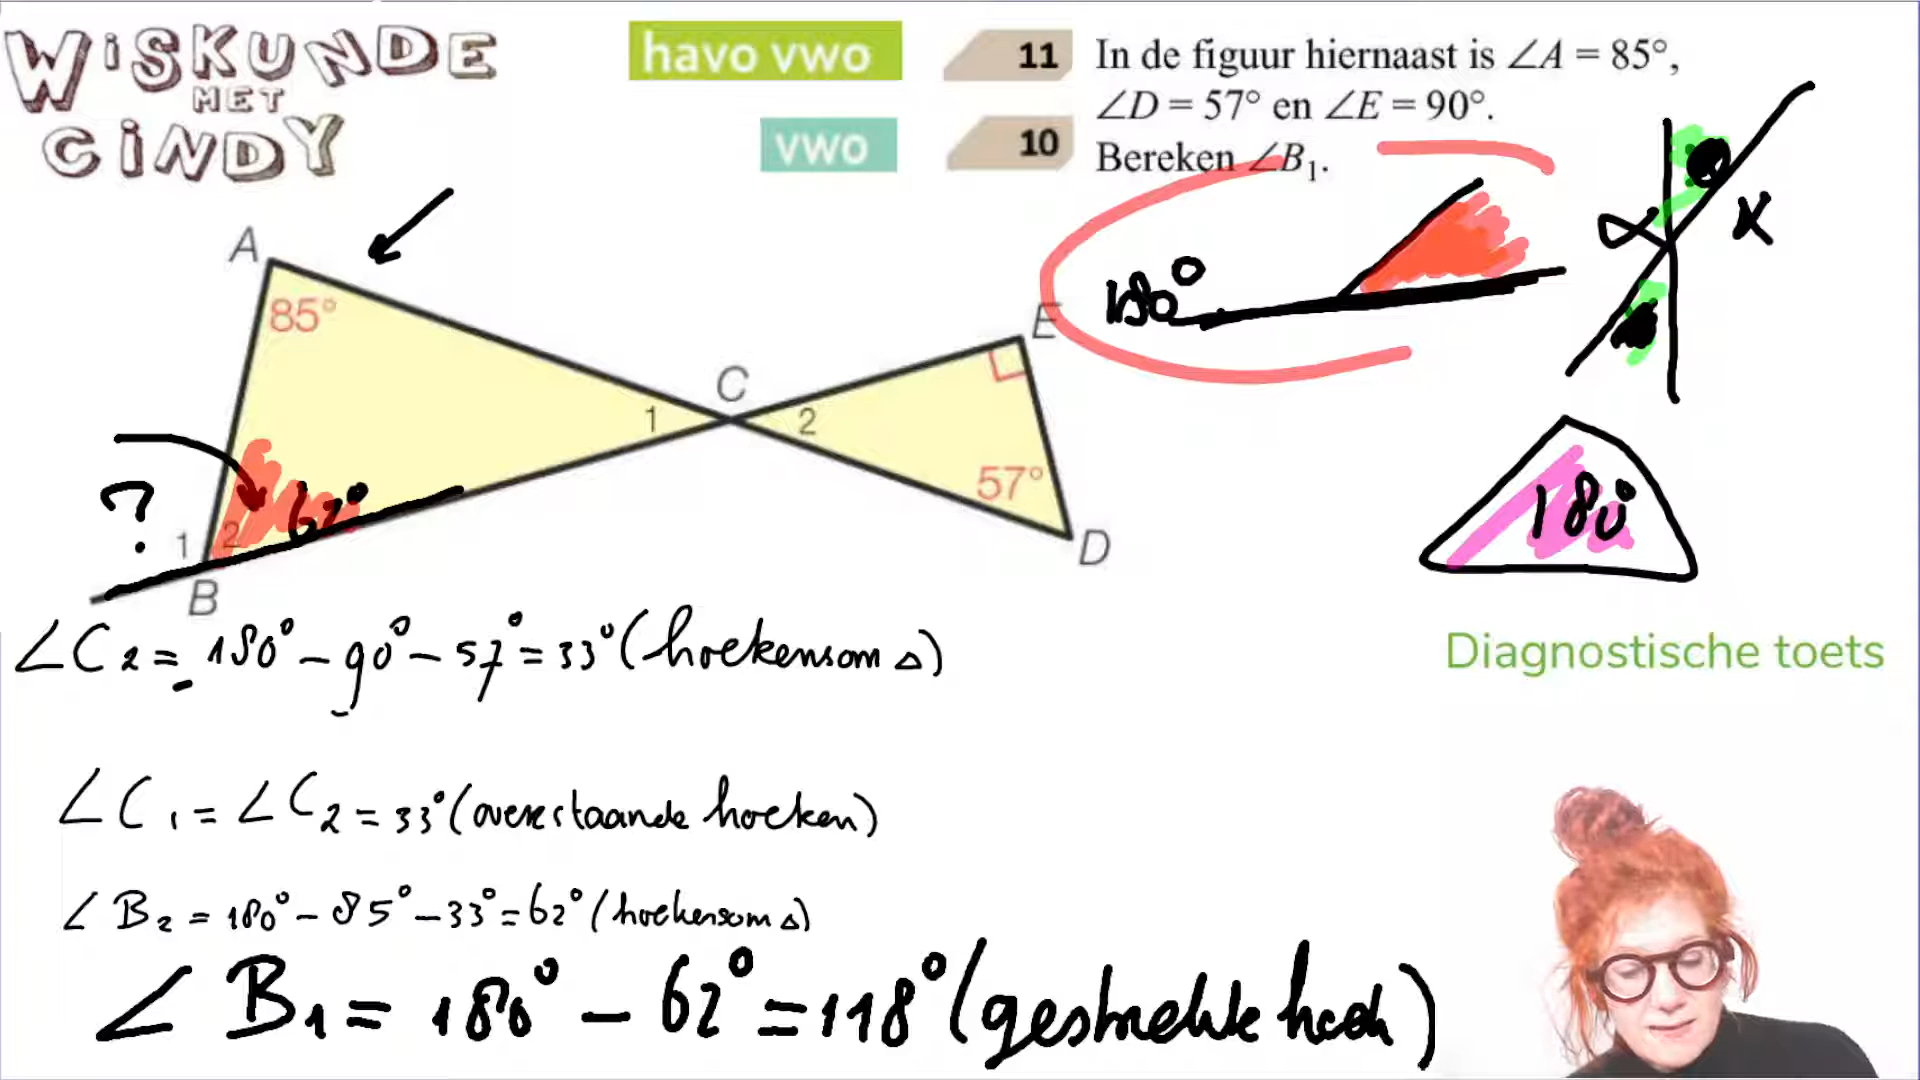 WISKUNDE
MET
CINDY
havo vwo
11
In de figuur hiernaast is ∠A = 85°,
∠D = 57° en ∠E = 90°.
vwo
10
Bereken ∠B₁.
180°
α
x
A
85°
E
C
1
2
57°
D
?
62°
1
2
B
180°
∠C₂ = 180° − 90° − 57° = 33° (hoekensom △)
Diagnostische toets
∠C₁ = ∠C₂ = 33° (overstaande hoeken)
∠B₂ = 180° − 85° − 33° = 62° (hoekensom △)
∠B₁ = 180° − 62° = 118° (gestrekte hoek)